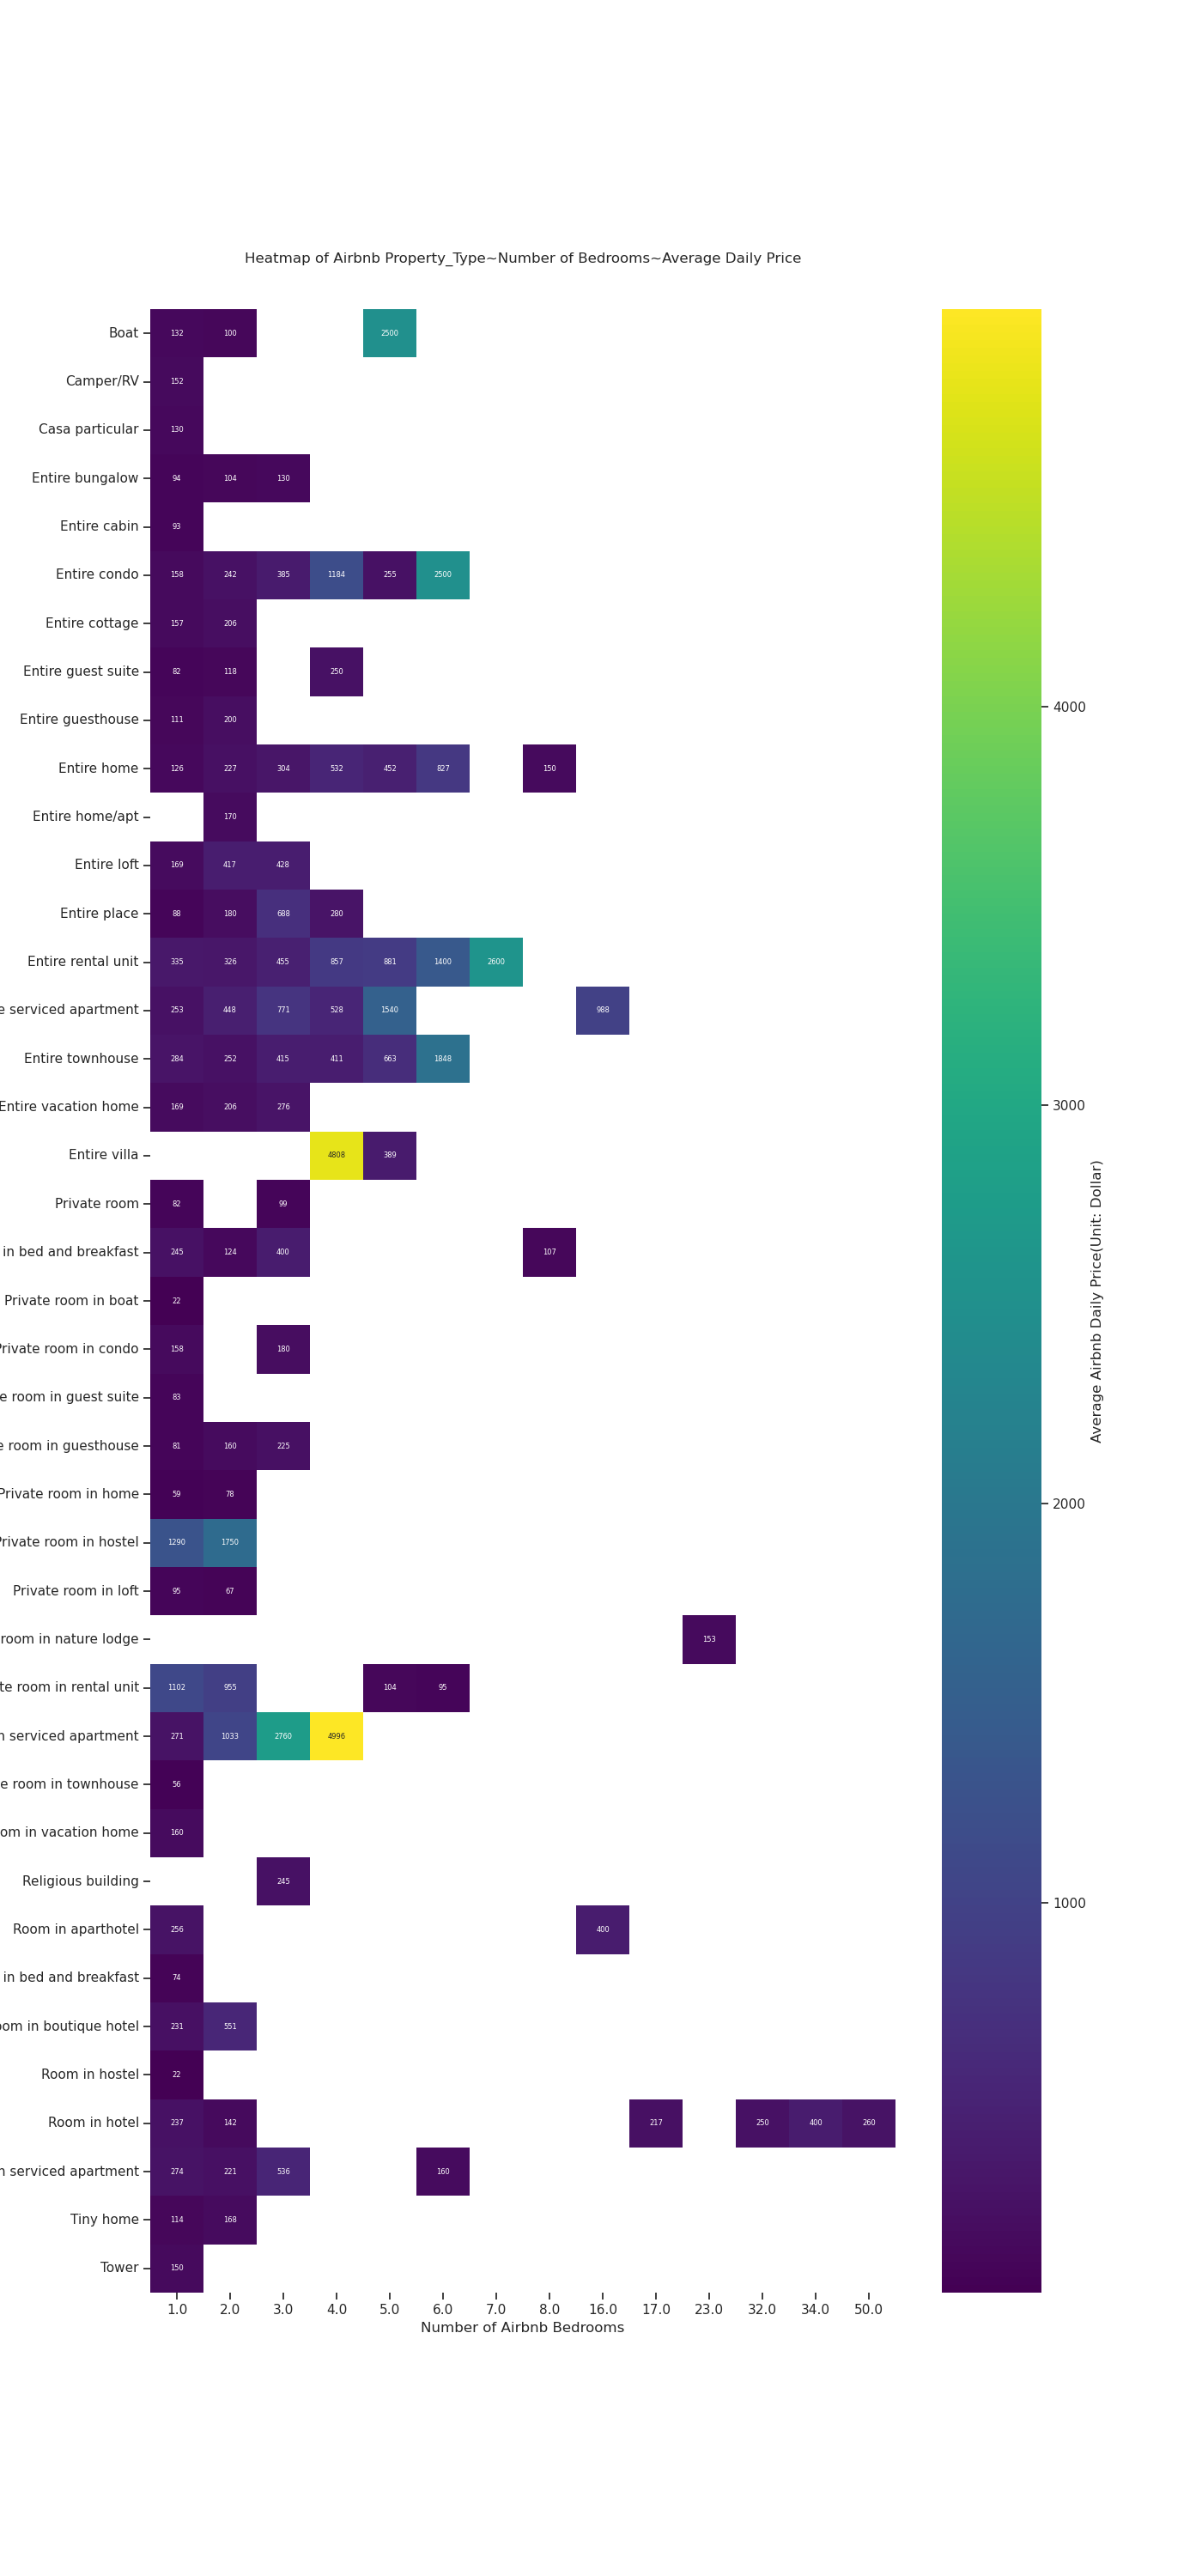 Heatmap of Airbnb Property_Type~Number of Bedrooms~Average Daily Price
Boat 132 100 2500
Camper/RV 152
Casa particular 130
Entire bungalow 94 104 130
Entire cabin 93
Entire condo 158 242 385 1184 255 2500
Entire cottage 157 206
Entire guest suite 82 118 250
Entire guesthouse 111 200
Entire home 126 227 304 532 452 827 150
Entire home/apt 170
Entire loft 169 417 428
Entire place 88 180 688 280
Entire rental unit 335 326 455 857 881 1400 2600
e serviced apartment 253 448 771 528 1540 988
Entire townhouse 284 252 415 411 663 1848
Entire vacation home 169 206 276
Entire villa 4808 389
Private room 82 99
in bed and breakfast 245 124 400 107
Private room in boat 22
Private room in condo 158 180
e room in guest suite 83
e room in guesthouse 81 160 225
Private room in home 59 78
Private room in hostel 1290 1750
Private room in loft 95 67
room in nature lodge 153
te room in rental unit 1102 955 104 95
n serviced apartment 271 1033 2760 4996
e room in townhouse 56
om in vacation home 160
Religious building 245
Room in aparthotel 256 400
in bed and breakfast 74
oom in boutique hotel 231 551
Room in hostel 22
Room in hotel 237 142 217 250 400 260
n serviced apartment 274 221 536 160
Tiny home 114 168
Tower 150
1.0 2.0 3.0 4.0 5.0 6.0 7.0 8.0 16.0 17.0 23.0 32.0 34.0 50.0
Number of Airbnb Bedrooms
4000
3000
2000
1000
Average Airbnb Daily Price(Unit: Dollar)